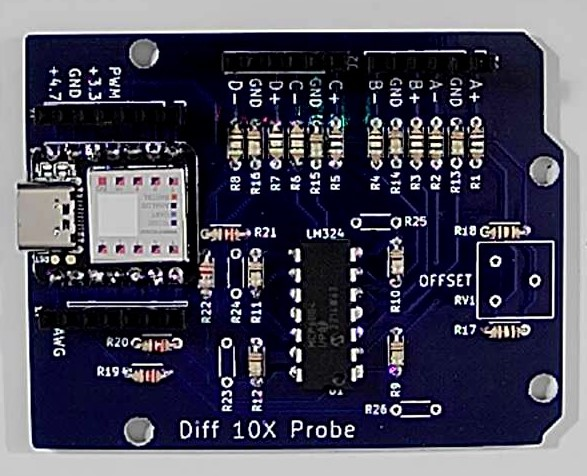 J2
+4.7
GND
+3.3
PWM
D-
GND
D+
C-
GND
C+
B-
GND
B+
A-
GND
A+
R8
R16
R7
R6
R15
R5
R4
R14
R3
R2
R13
R1
R21
LM324
R25
R18
R22
R24
R11
R10
OFFSET
RV1
AWG
R20
R17
R19
R23
R12
R9
R26
Diff 10X Probe